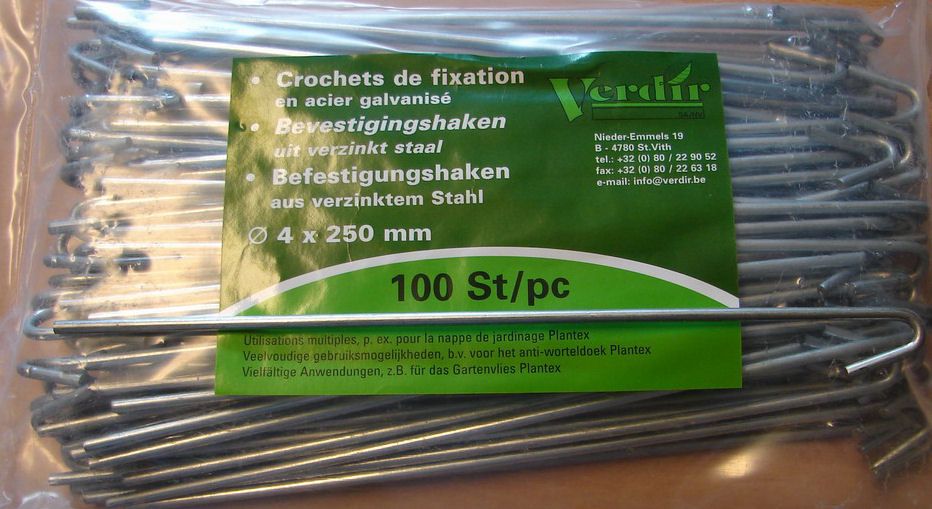 • Crochets de fixation
en acier galvanisé
• Bevestigingshaken
uit verzinkt staal
• Befestigungshaken
aus verzinktem Stahl
Ø 4 x 250 mm
Verdir
SA/NV
Nieder-Emmels 19
B - 4780 St.Vith
tel.: +32 (0) 80 / 22 90 52
fax: +32 (0) 80 / 22 63 18
e-mail: info@verdir.be
100 St/pc
Utilisations multiples, p. ex. pour la nappe de jardinage Plantex
Veelvoudige gebruiksmogelijkheden, b.v. voor het anti-worteldoek Plantex
Vielfältige Anwendungen, z.B. für das Gartenvlies Plantex